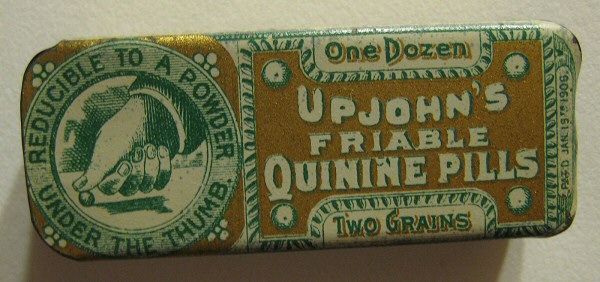 REDUCIBLE TO A POWDER
UNDER THE THUMB
One Dozen
UPJOHN'S
FRIABLE
QUININE PILLS
TWO GRAINS
PAT'D JAN. 19TH 1906.